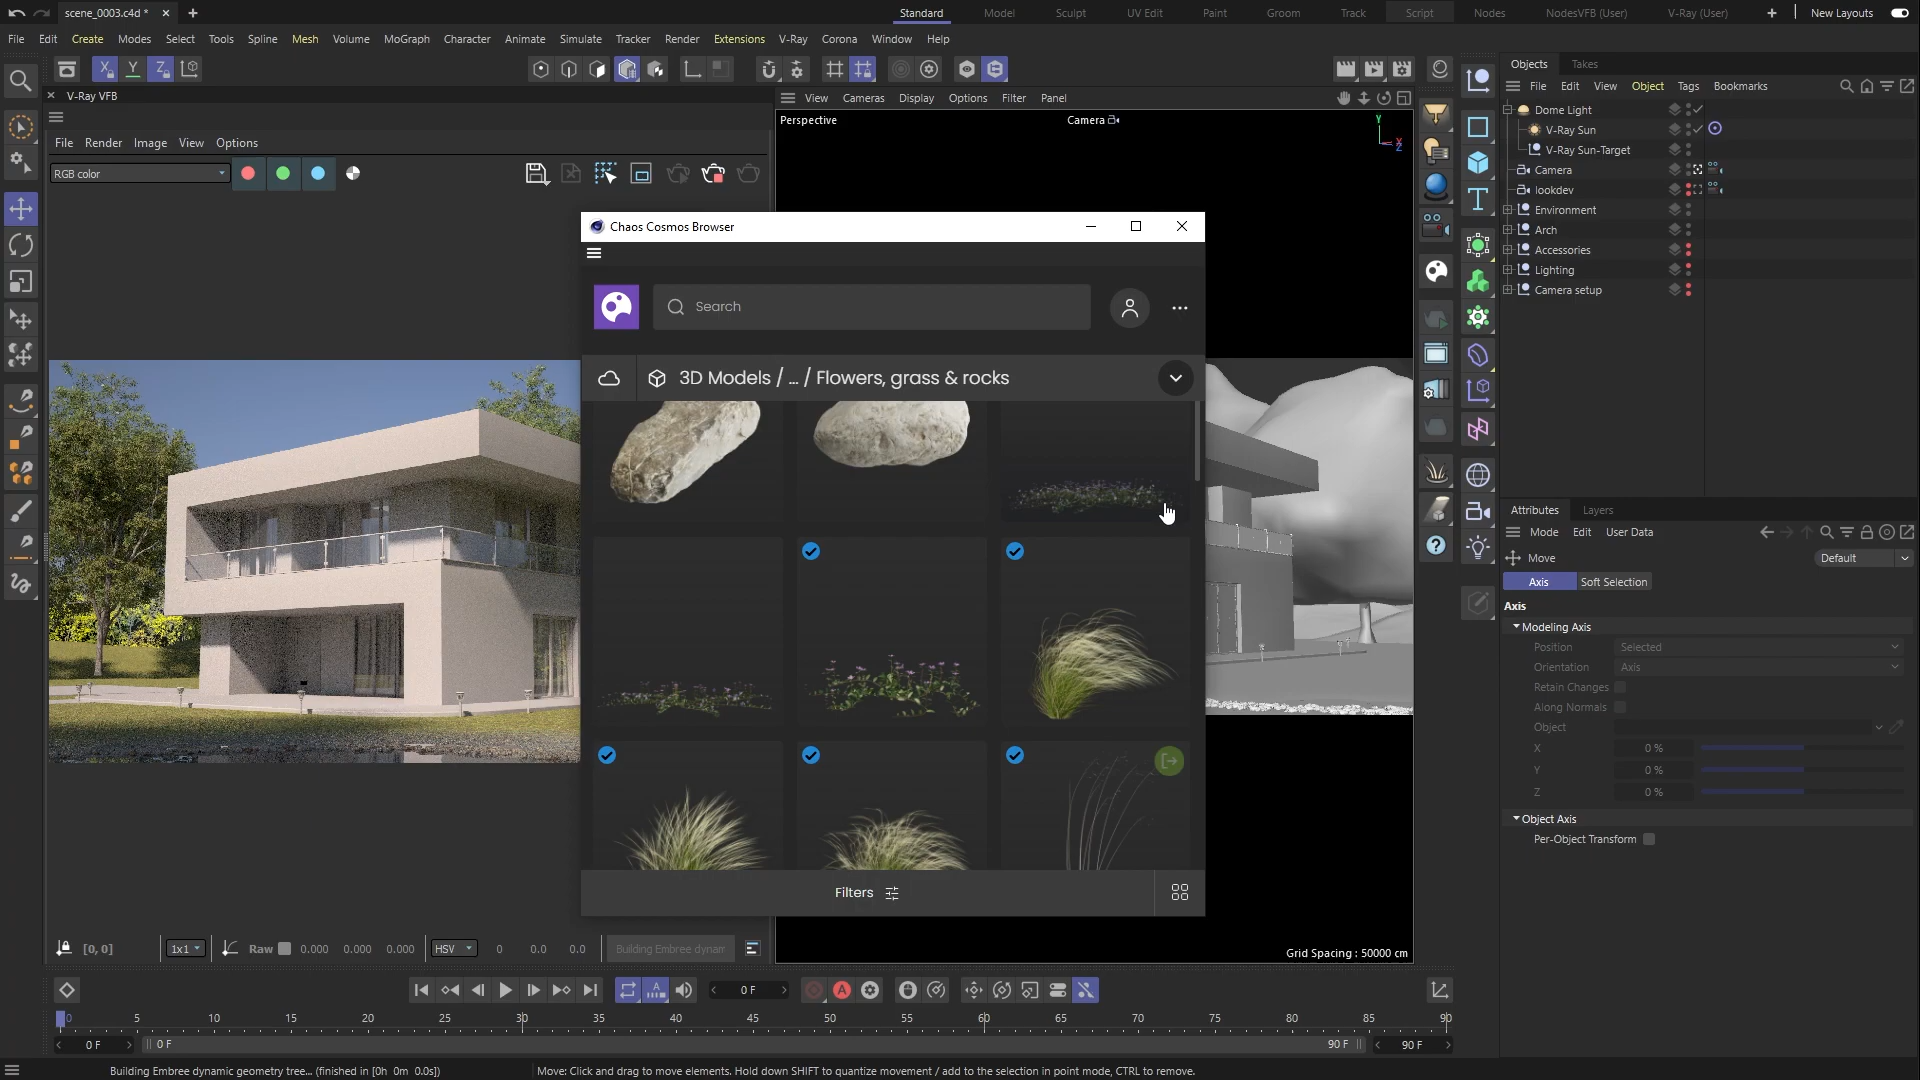 scene_0003.c4d *
Standard
Model
Sculpt
UV Edit
Paint
Groom
Track
Script
Nodes
NodesVFB (User)
V-Ray (User)
New Layouts
File Edit Create Modes Select Tools Spline Mesh Volume MoGraph Character Animate Simulate Tracker Render Extensions V-Ray Corona Window Help
X Y Z
V-Ray VFB
File Render Image View Options
RGB color
View Cameras Display Options Filter Panel
Perspective
Camera
Y
X
Z
Chaos Cosmos Browser
Search
3D Models / ... / Flowers, grass & rocks
Filters
Grid Spacing : 50000 cm
[0, 0]
1x1
Raw
0.000 0.000 0.000
HSV
0 0.0 0.0
Building Embree dynam
0 F
0 5 10 15 20 25 30 35 40 45 50 55 60 65 70 75 80 85 90
0 F
0 F
90 F
90 F
Building Embree dynamic geometry tree... (finished in [0h 0m 0.0s])
Move: Click and drag to move elements. Hold down SHIFT to quantize movement / add to the selection in point mode, CTRL to remove.
Objects Takes
File Edit View Object Tags Bookmarks
Dome Light
V-Ray Sun
V-Ray Sun-Target
Camera
lookdev
Environment
Arch
Accessories
Lighting
Camera setup
Attributes Layers
Mode Edit User Data
Move
Default
Axis
Soft Selection
Axis
Modeling Axis
Position Selected
Orientation Axis
Retain Changes
Along Normals
Object
X 0 %
Y 0 %
Z 0 %
Object Axis
Per-Object Transform